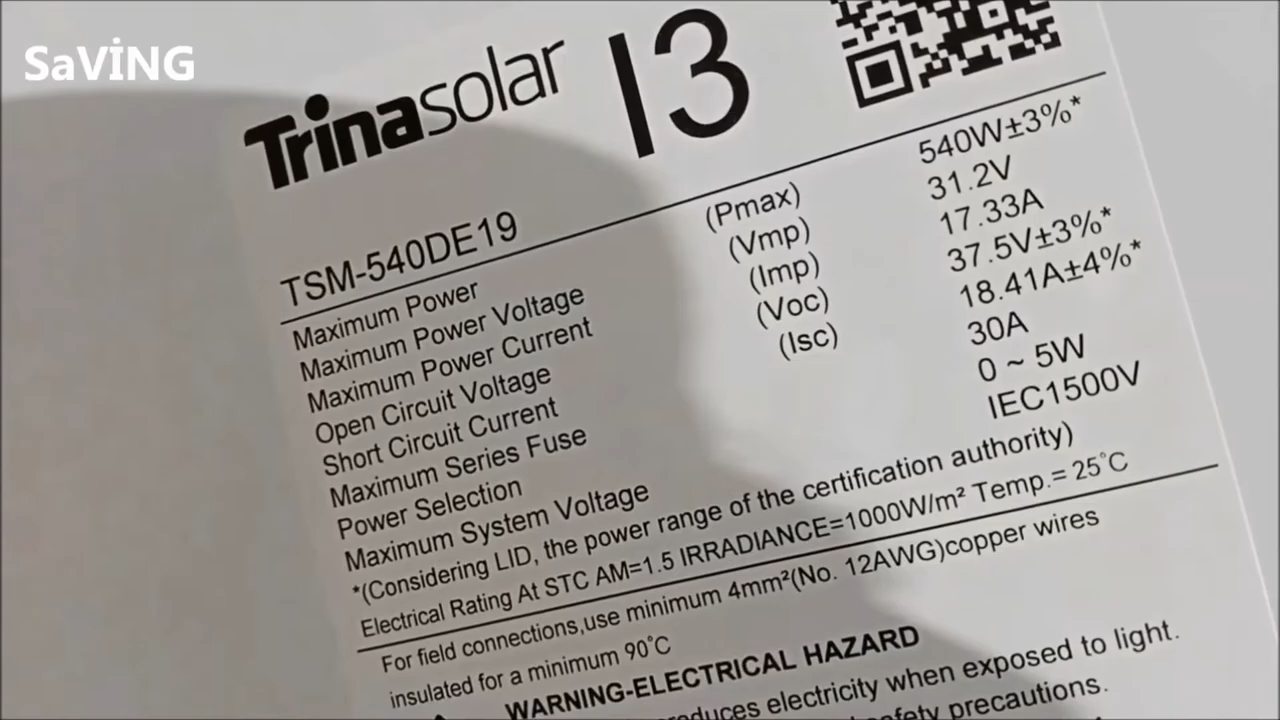 SaVİNG
Trinasolar I3
TSM-540DE19
Maximum Power (Pmax) 540W±3%*
Maximum Power Voltage (Vmp) 31.2V
Maximum Power Current (Imp) 17.33A
Open Circuit Voltage (Voc) 37.5V±3%*
Short Circuit Current (Isc) 18.41A±4%*
Maximum Series Fuse 30A
Power Selection 0 ~ 5W
Maximum System Voltage IEC1500V
*(Considering LID, the power range of the certification authority)
Electrical Rating At STC AM=1.5 IRRADIANCE=1000W/m² Temp.= 25°C
For field connections,use minimum 4mm²(No. 12AWG)copper wires
insulated for a minimum 90°C
WARNING-ELECTRICAL HAZARD
electricity when exposed to light.
precautions.